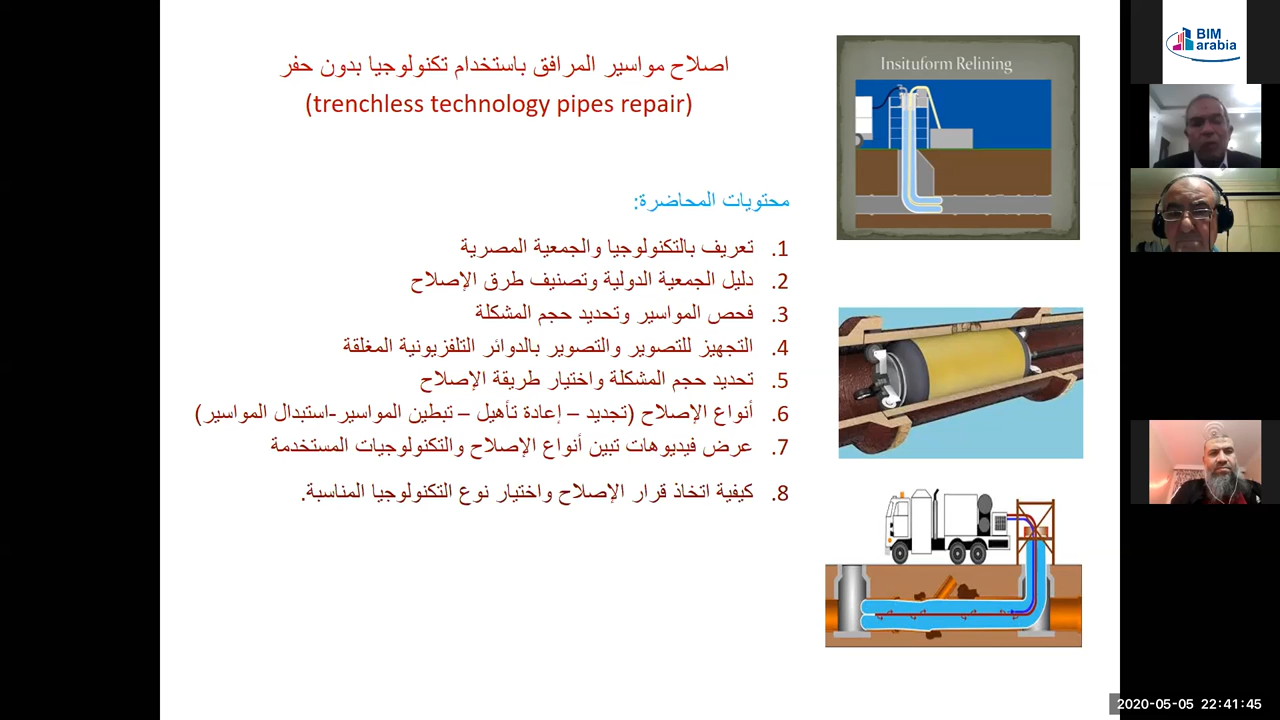 اصلاح مواسير المرافق باستخدام تكنولوجيا بدون حفر
(trenchless technology pipes repair)
محتويات المحاضرة:
1. تعريف بالتكنولوجيا والجمعية المصرية
2. دليل الجمعية الدولية وتصنيف طرق الإصلاح
3. فحص المواسير وتحديد حجم المشكلة
4. التجهيز للتصوير والتصوير بالدوائر التلفزيونية المغلقة
5. تحديد حجم المشكلة واختيار طريقة الإصلاح
6. أنواع الإصلاح (تجديد – إعادة تأهيل – تبطين المواسير-استبدال المواسير)
7. عرض فيديوهات تبين أنواع الإصلاح والتكنولوجيات المستخدمة
8. كيفية اتخاذ قرار الإصلاح واختيار نوع التكنولوجيا المناسبة.
Insituform Relining
BIM
arabia
2020-05-05 22:41:45